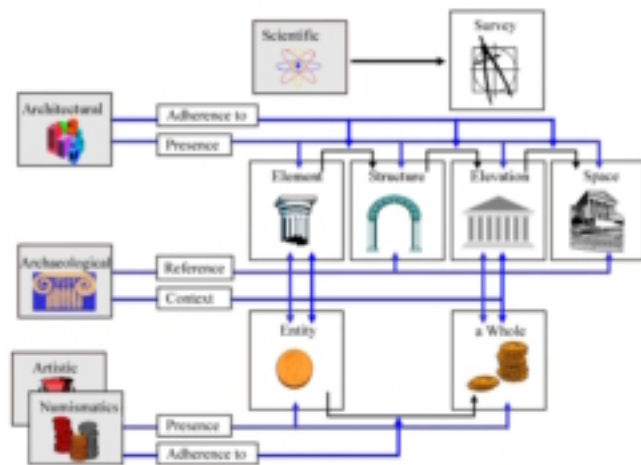 Scientific
Survey
Architectural
Adherence to
Presence
Element
Structure
Elevation
Space
Archaeological
Reference
Context
Entity
a Whole
Artistic
Numismatics
Presence
Adherence to